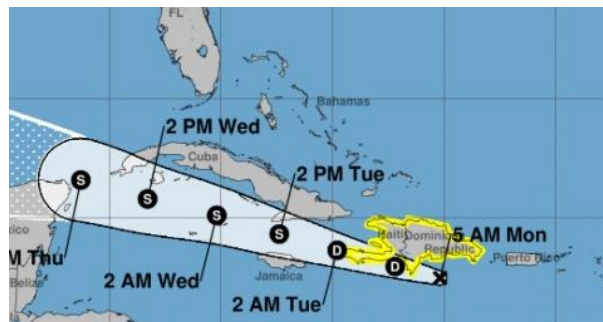 FL
Bahamas
2 PM Wed
Cuba
2 PM Tue
Haiti
Dominican
Republic
5 AM Mon
Puerto Rico
xico
M Thu
Belize
2 AM Wed
Jamaica
2 AM Tue
S
S
S
S
D
D
X